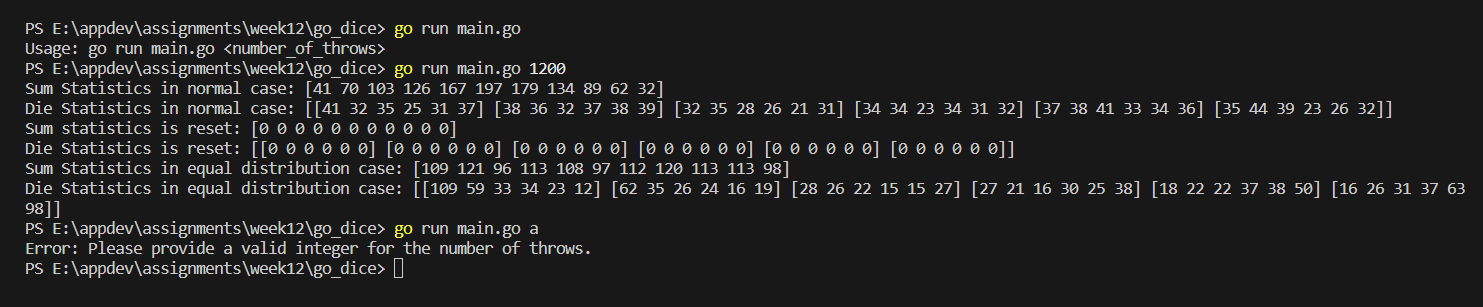 PS E:\appdev\assignments\week12\go_dice> go run main.go
Usage: go run main.go <number_of_throws>
PS E:\appdev\assignments\week12\go_dice> go run main.go 1200
Sum Statistics in normal case: [41 70 103 126 167 197 179 134 89 62 32]
Die Statistics in normal case: [[41 32 35 25 31 37] [38 36 32 37 38 39] [32 35 28 26 21 31] [34 34 23 34 31 32] [37 38 41 33 34 36] [35 44 39 23 26 32]]
Sum statistics is reset: [0 0 0 0 0 0 0 0 0 0 0]
Die Statistics is reset: [[0 0 0 0 0 0] [0 0 0 0 0 0] [0 0 0 0 0 0] [0 0 0 0 0 0] [0 0 0 0 0 0] [0 0 0 0 0 0]]
Sum Statistics in equal distribution case: [109 121 96 113 108 97 112 120 113 113 98]
Die Statistics in equal distribution case: [[109 59 33 34 23 12] [62 35 26 24 16 19] [28 26 22 15 15 27] [27 21 16 30 25 38] [18 22 22 37 38 50] [16 26 31 37 63
98]]
PS E:\appdev\assignments\week12\go_dice> go run main.go a
Error: Please provide a valid integer for the number of throws.
PS E:\appdev\assignments\week12\go_dice>